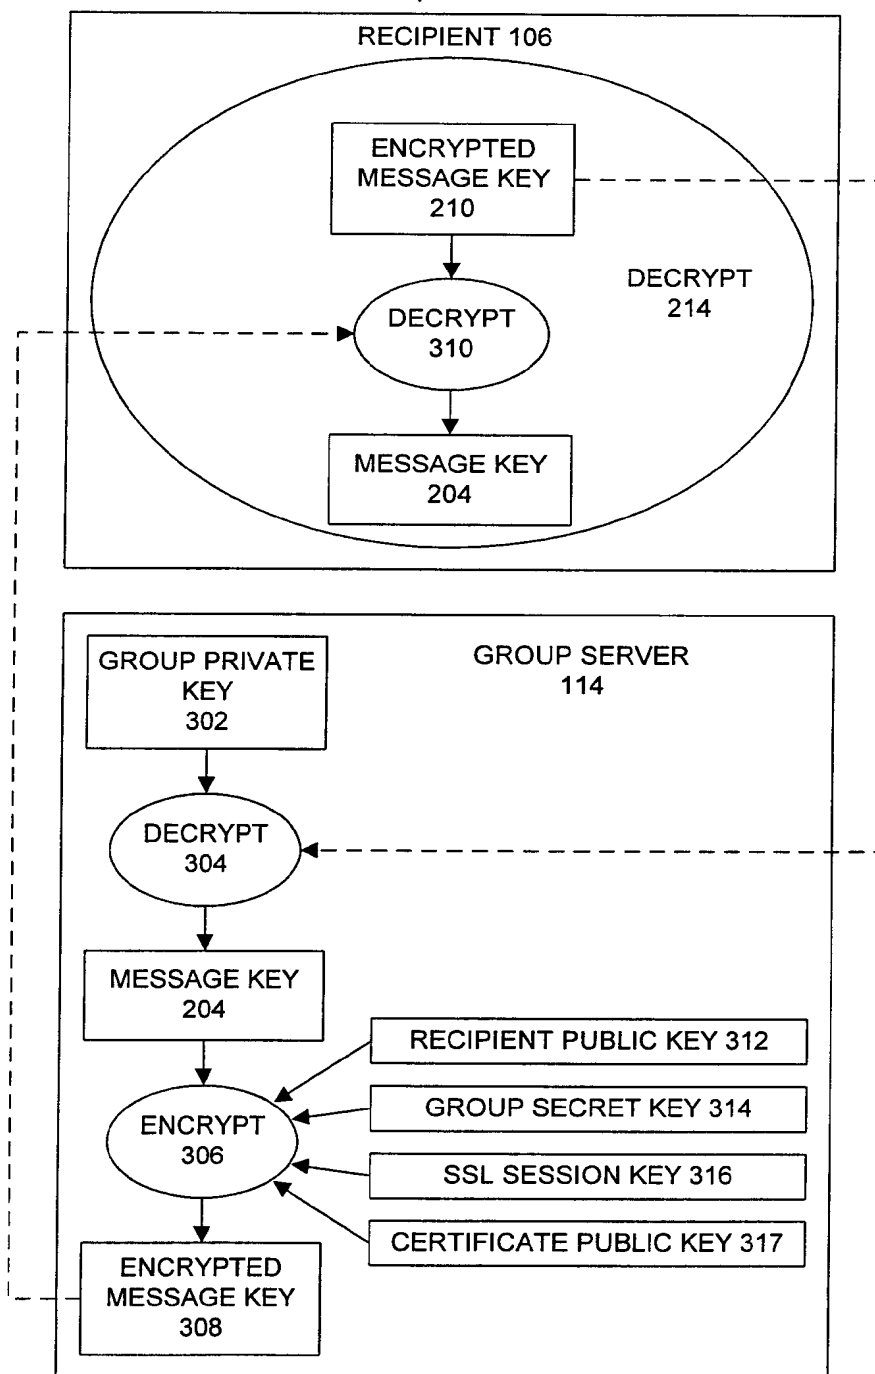 RECIPIENT 106
ENCRYPTED
MESSAGE KEY
210
DECRYPT
214
DECRYPT
310
MESSAGE KEY
204
GROUP PRIVATE
KEY
302
GROUP SERVER
114
DECRYPT
304
MESSAGE KEY
204
RECIPIENT PUBLIC KEY 312
GROUP SECRET KEY 314
ENCRYPT
306
SSL SESSION KEY 316
CERTIFICATE PUBLIC KEY 317
ENCRYPTED
MESSAGE KEY
308